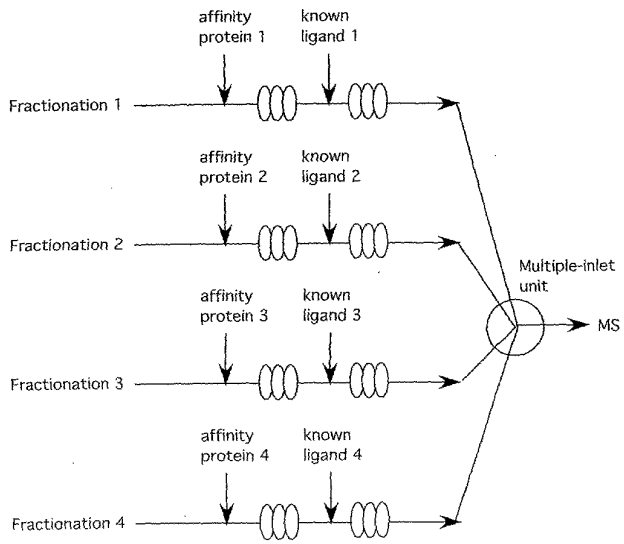 affinity
protein 1
known
ligand 1
Fractionation 1
affinity
protein 2
known
ligand 2
Fractionation 2
Multiple-inlet
unit
MS
affinity
protein 3
known
ligand 3
Fractionation 3
affinity
protein 4
known
ligand 4
Fractionation 4